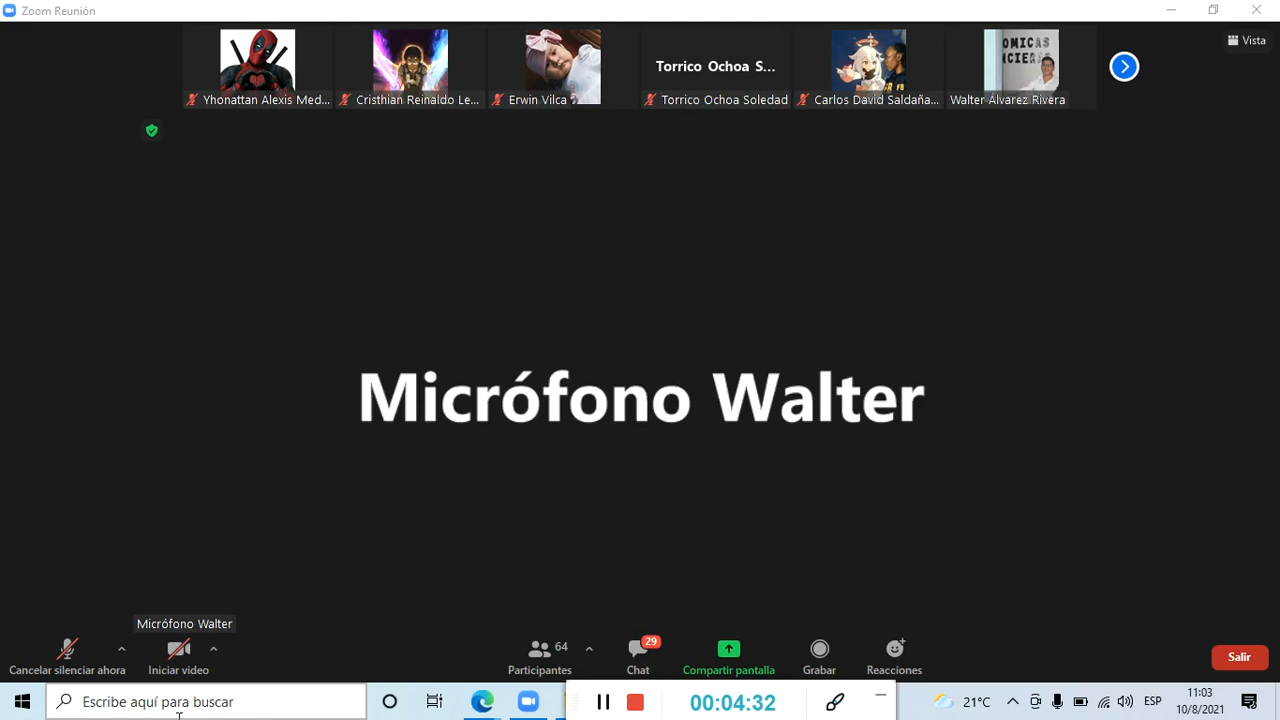 Zoom Reunión
Vista
OMICAS
NCIERAS
Torrico Ochoa S...
Yhonattan Alexis Med...
Cristhian Reinaldo Le...
Erwin Vilca
Torrico Ochoa Soledad
Carlos David Saldaña...
Walter Álvarez Rivera
Micrófono Walter
Micrófono Walter
64
29
Cancelar silenciar ahora
Iniciar video
Participantes
Chat
Compartir pantalla
Grabar
Reacciones
Salir
Escribe aquí para buscar
00:04:32
21°C
ESP
11:03
10/8/2021